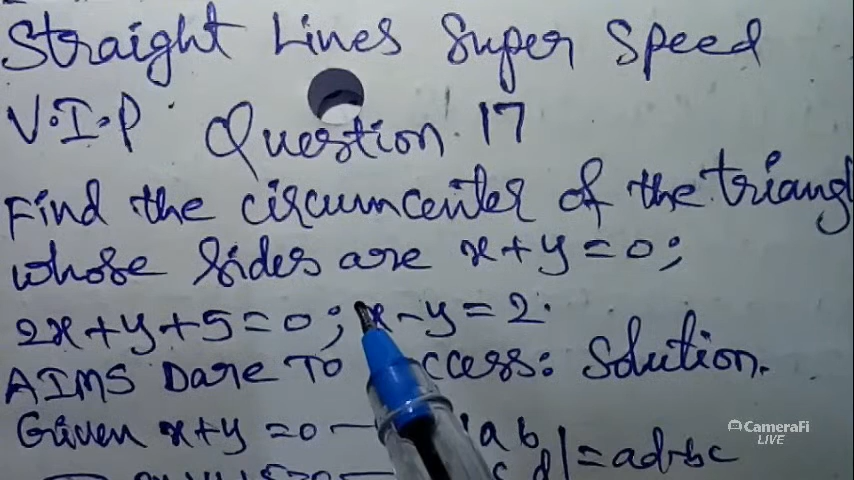 Straight Lines Super Speed
V.I.P Question 17
Find the circumcenter of the triangl
whose sides are x+y=0;
2x+y+5=0; x-y=2.
AIMS Dare To ccess: Solution.
Given x+y=0— |a b
c d|=ad-bc
CameraFi
LIVE